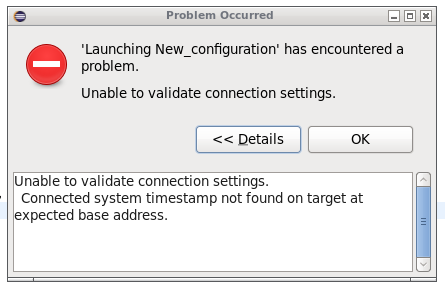 Problem Occurred
'Launching New_configuration' has encountered a
problem.
Unable to validate connection settings.
<< Details
OK
Unable to validate connection settings.
Connected system timestamp not found on target at
expected base address.